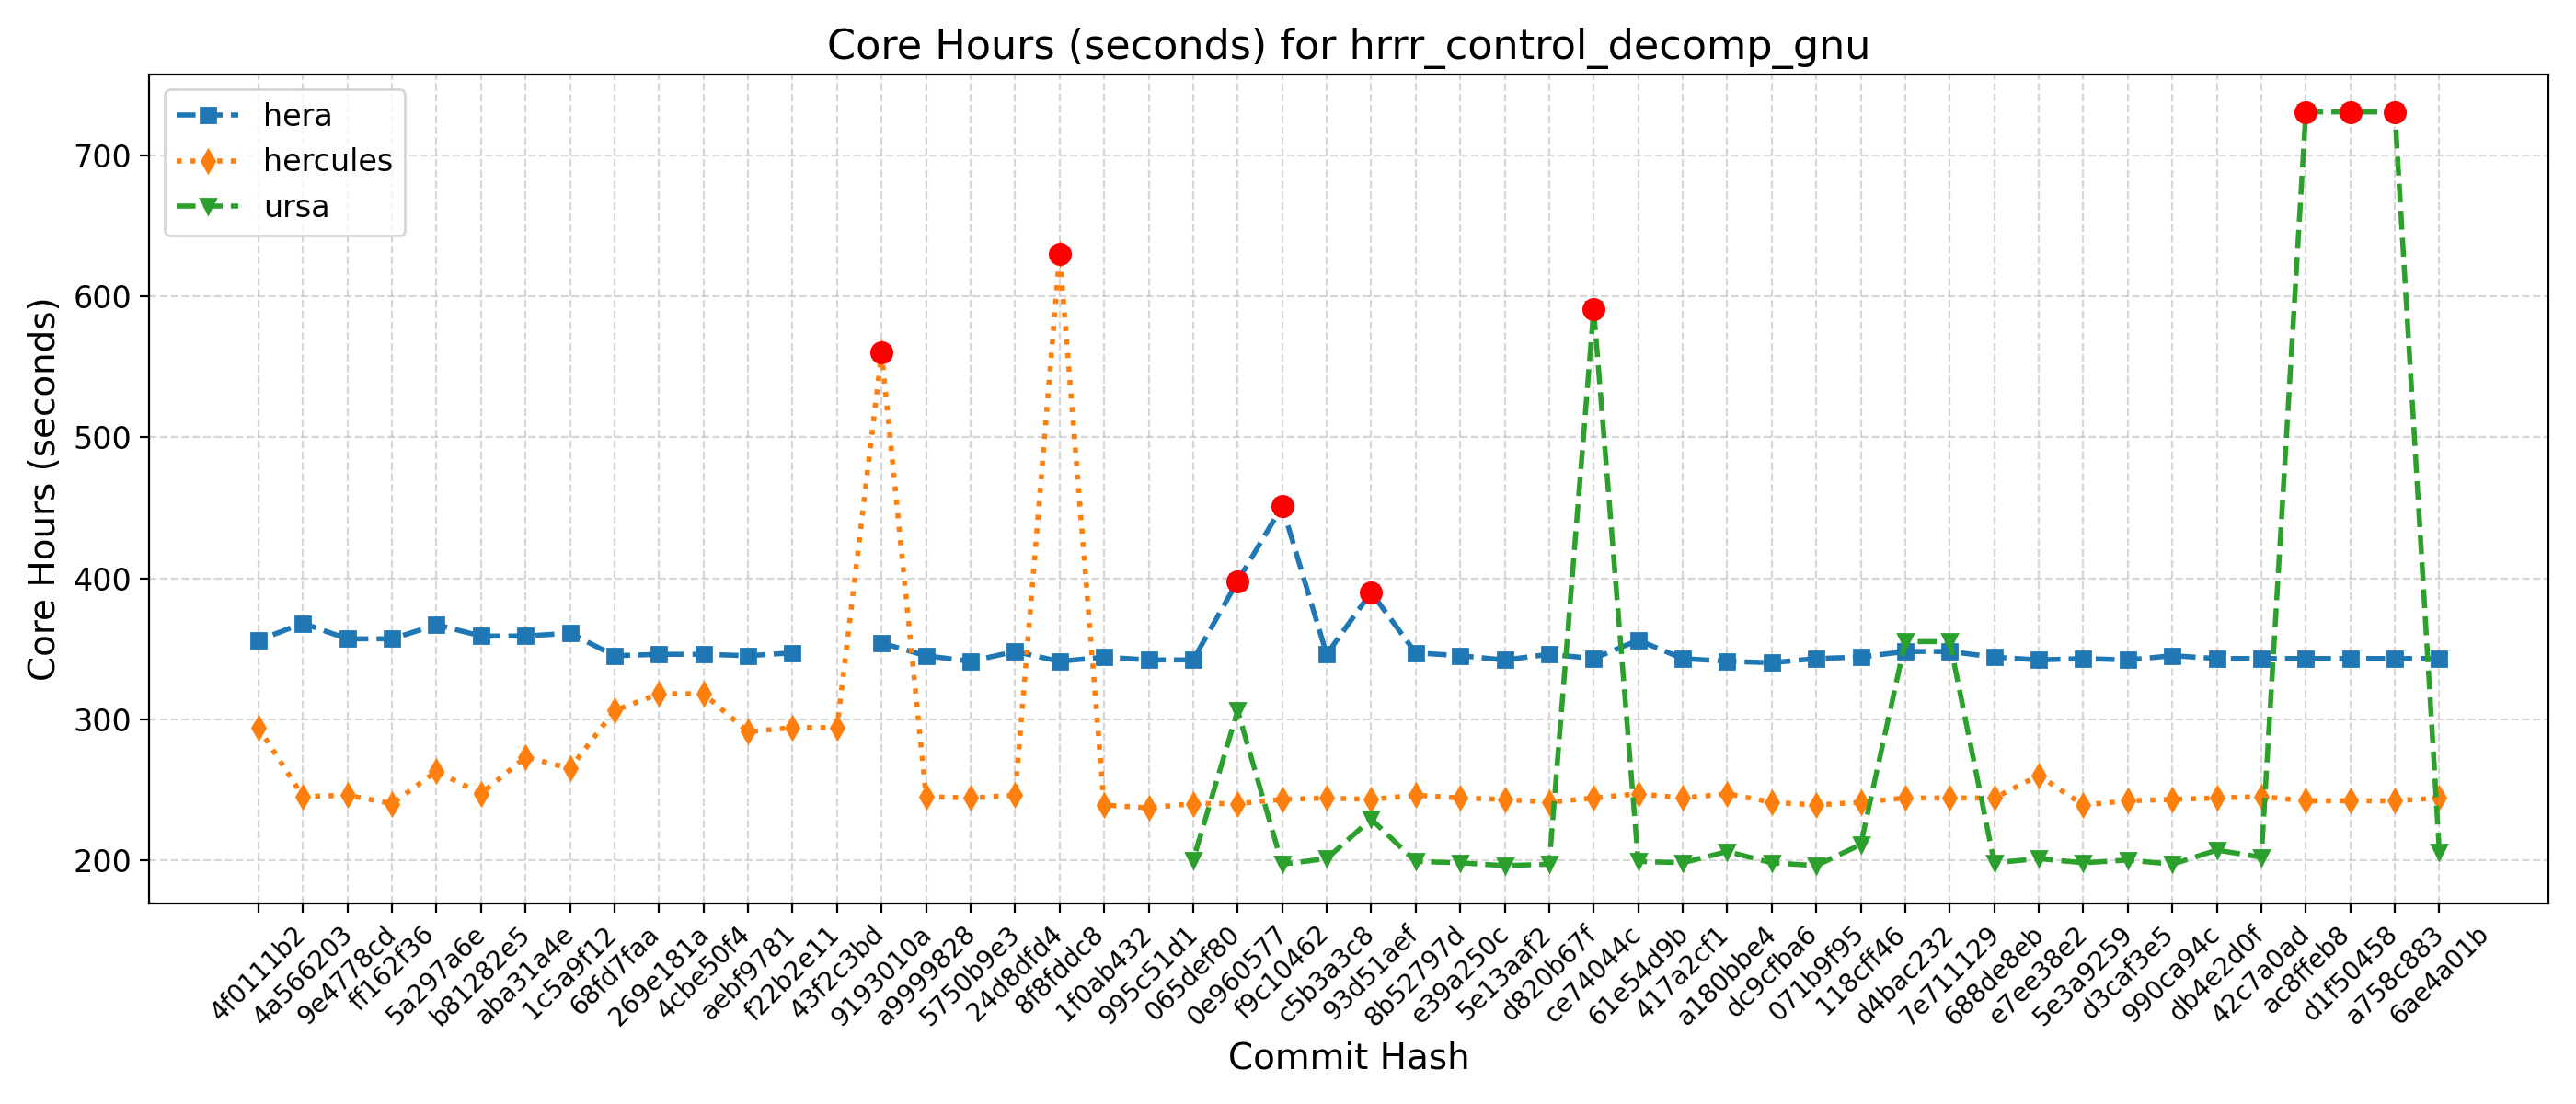 Core Hours (seconds) for hrrr_control_decomp_gnu
hera
hercules
ursa
Core Hours (seconds)
700
600
500
400
300
200
4f0111b2
4a566203
9e4778cd
ff162f36
5a297a6e
b81282e5
aba31a4e
1c5a9f12
68fd7faa
269e181a
4cbe50f4
aebf9781
f22b2e11
43f2c3bd
9193010a
a9999828
5750b9e3
24d8dfd4
8f8fddc8
1f0ab432
995c51d1
065def80
0e960577
f9c10462
c5b3a3c8
93d51aef
8b52797d
e39a250c
5e13aaf2
d820b67f
ce74044c
61e54d9b
417a2cf1
a180bbe4
dc9cfba6
071b9f95
118cff46
d4bac232
7e711129
688de8eb
e7ee38e2
5e3a9259
d3caf3e5
990ca94c
db4e2d0f
42c7a0ad
ac8ffeb8
d1f50458
a758c883
6ae4a01b
Commit Hash